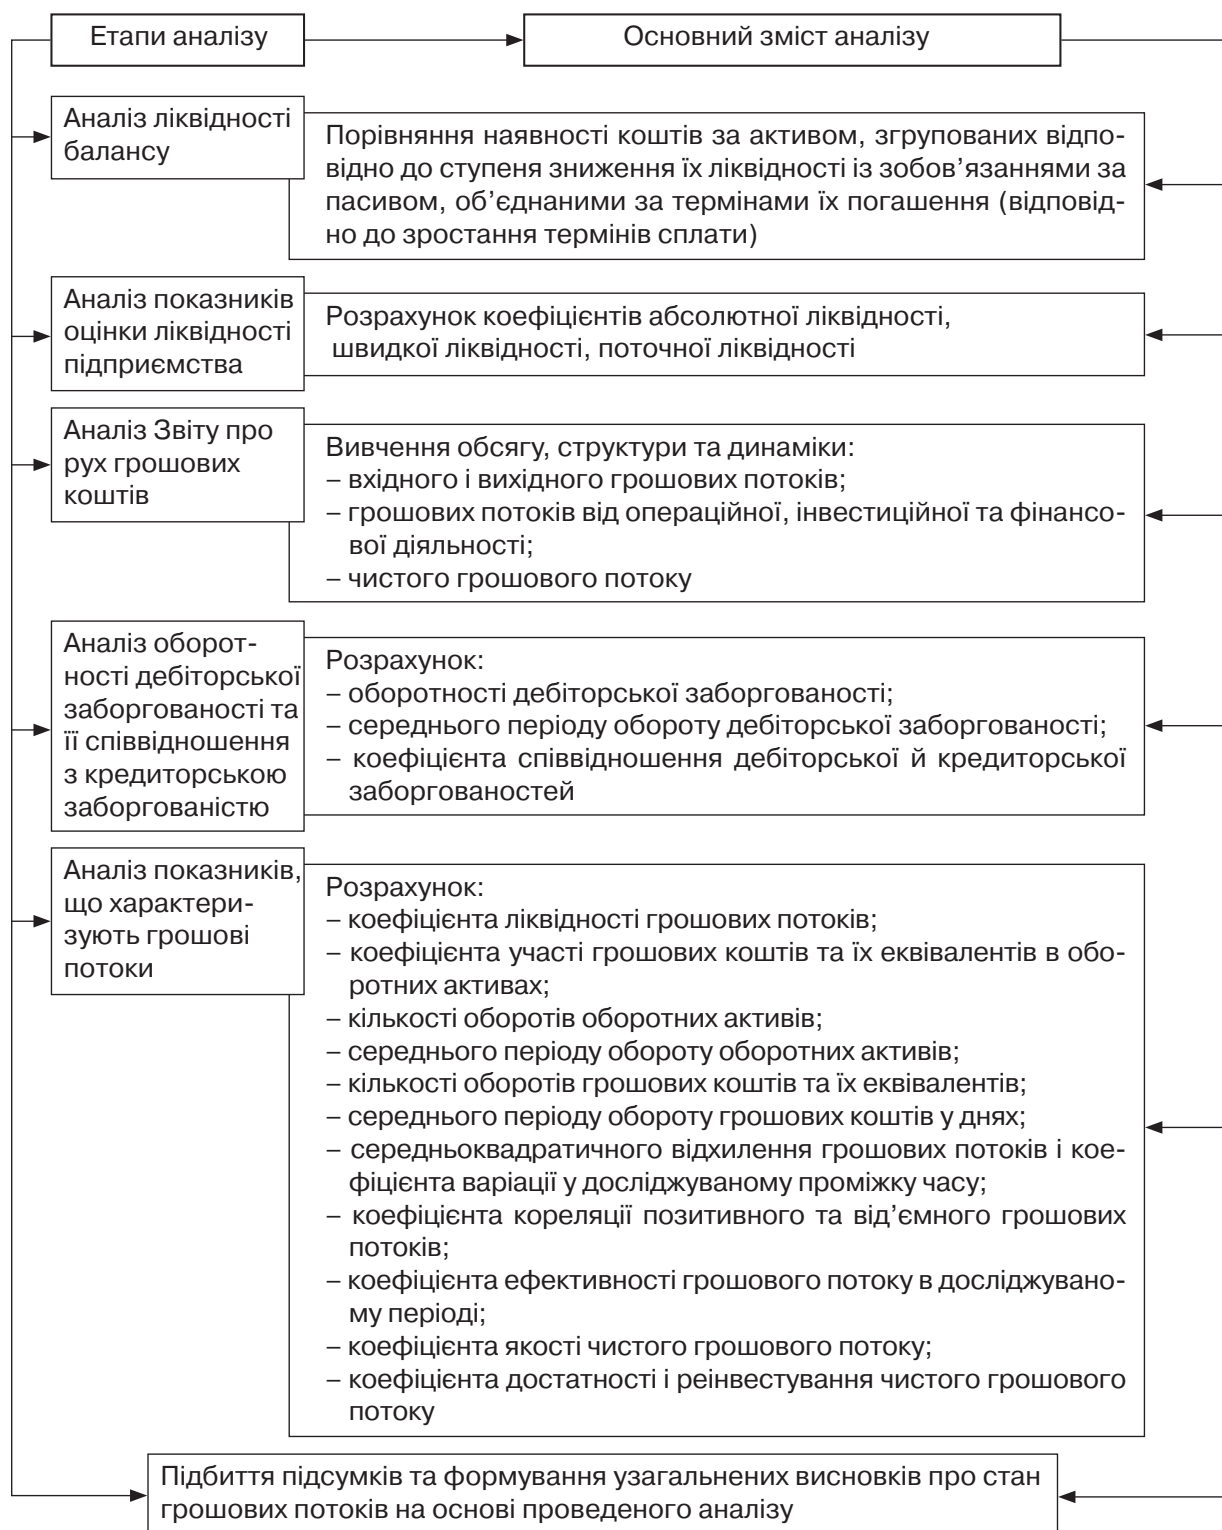 Етапи аналізу
Основний зміст аналізу
Аналіз ліквідності
балансу
Порівняння наявності коштів за активом, згрупованих відпо-
відно до ступеня зниження їх ліквідності із зобов’язаннями за
пасивом, об’єднаними за термінами їх погашення (відповід-
но до зростання термінів сплати)
Аналіз показників
оцінки ліквідності
підприємства
Розрахунок коефіцієнтів абсолютної ліквідності,
швидкої ліквідності, поточної ліквідності
Аналіз Звіту про
рух грошових
коштів
Вивчення обсягу, структури та динаміки:
– вхідного і вихідного грошових потоків;
– грошових потоків від операційної, інвестиційної та фінансо-
вої діяльності;
– чистого грошового потоку
Аналіз оборот-
ності дебіторської
заборгованості та
її співвідношення
з кредиторською
заборгованістю
Розрахунок:
– оборотності дебіторської заборгованості;
– середнього періоду обороту дебіторської заборгованості;
– коефіцієнта співвідношення дебіторської й кредиторської
заборгованостей
Аналіз показників,
що характери-
зують грошові
потоки
Розрахунок:
– коефіцієнта ліквідності грошових потоків;
– коефіцієнта участі грошових коштів та їх еквівалентів в обо-
ротних активах;
– кількості оборотів оборотних активів;
– середнього періоду обороту оборотних активів;
– кількості оборотів грошових коштів та їх еквівалентів;
– середнього періоду обороту грошових коштів у днях;
– середньоквадратичного відхилення грошових потоків і кое-
фіцієнта варіації у досліджуваному проміжку часу;
– коефіцієнта кореляції позитивного та від’ємного грошових
потоків;
– коефіцієнта ефективності грошового потоку в досліджувано-
му періоді;
– коефіцієнта якості чистого грошового потоку;
– коефіцієнта достатності і реінвестування чистого грошового
потоку
Підбиття підсумків та формування узагальнених висновків про стан
грошових потоків на основі проведеного аналізу